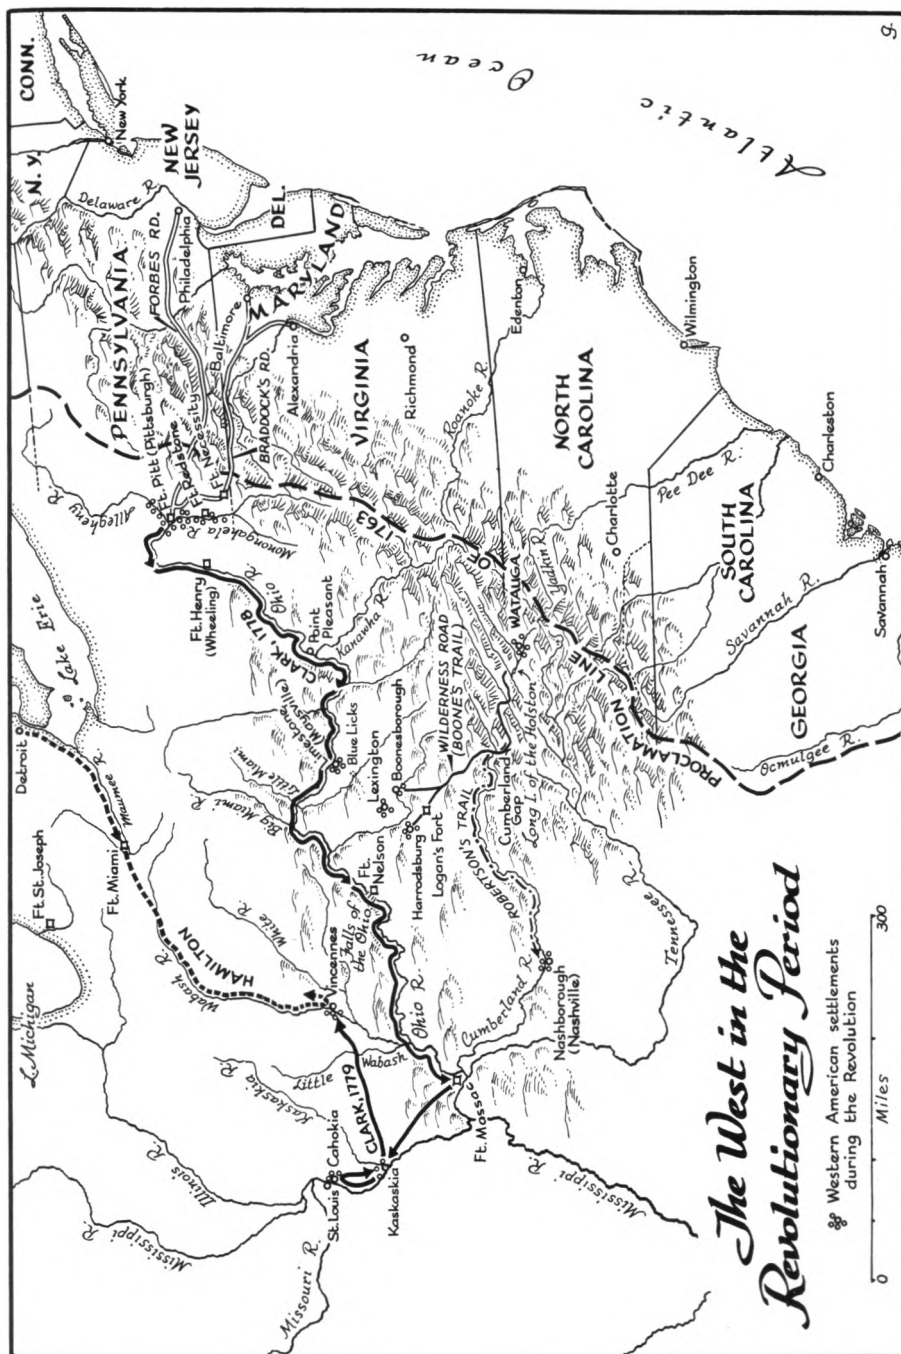 The West in the
Revolutionary Period
Western American settlements
during the Revolution
0
Miles
300
Mississippi
R.
Missouri R.
Illinois R.
L. Michigan
Ft. St. Joseph
Detroit
Lake Erie
Maumee R.
Ft. Miami
HAMILTON
Wabash R.
White R.
Vincennes
Kaskaskia R.
Little Wabash
CLARK, 1779
St. Louis
Cahokia
Kaskaskia
Ft. Massac
Mississippi
R.
Ohio R.
Falls of
the Ohio
Ft.
Nelson
Big Miami R.
Little Miami
Limestone
(Maysville)
Blue Licks
Lexington
Boonesborough
Harrodsburg
Logan's Fort
WILDERNESS ROAD
(BOONE'S TRAIL)
ROBERTSON'S TRAIL
Cumberland
Gap
Cumberland R.
Nashborough
(Nashville)
Tennessee R.
Long I. of the Holston
WATAUGA
CLARK, 1778
Ohio R.
Point
Pleasant
Kanawha R.
Ft. Henry
(Wheeling)
Monongahela R.
Allegheny R.
Ft. Pitt (Pittsburgh)
Ft. Redstone
Ft. Necessity
BRADDOCK'S RD.
FORBES RD.
PENNSYLVANIA
Philadelphia
Delaware R.
N. Y.
CONN.
New York
NEW
JERSEY
DEL.
MARYLAND
Baltimore
Alexandria
VIRGINIA
Richmond
Roanoke R.
Edenton
NORTH
CAROLINA
Wilmington
Yadkin R.
Charlotte
Pee Dee R.
SOUTH
CAROLINA
Charleston
Savannah R.
Savannah
GEORGIA
Ocmulgee R.
PROCLAMATION LINE OF 1763
Atlantic Ocean